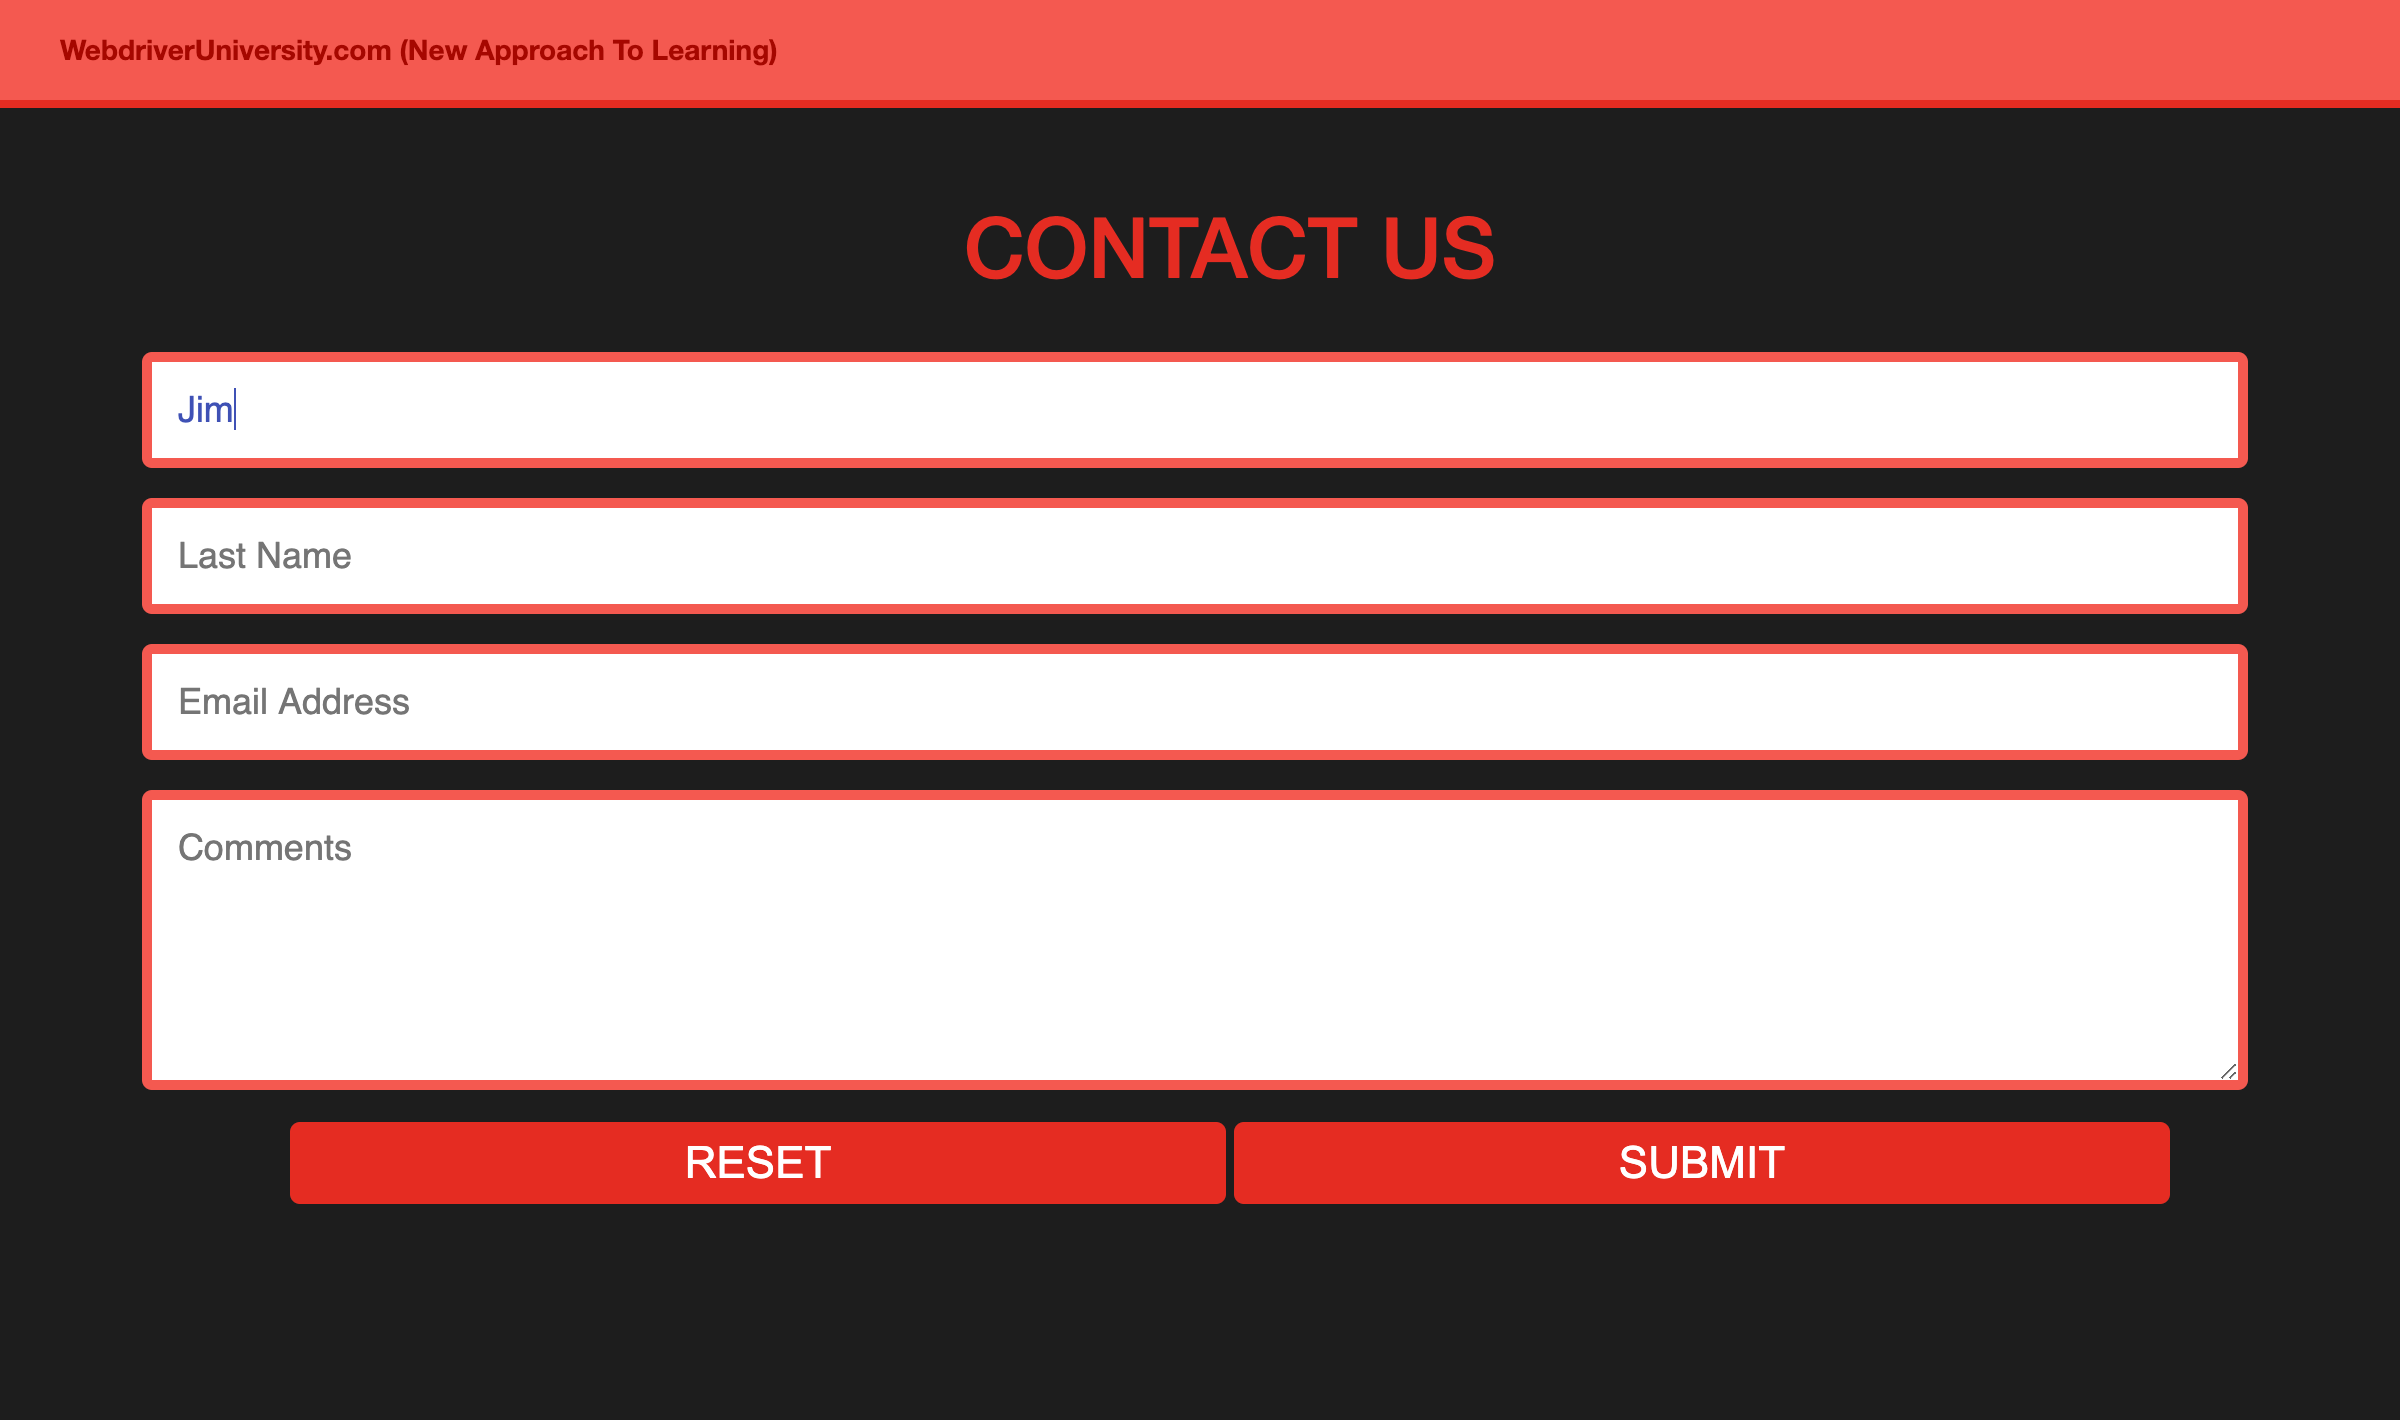 WebdriverUniversity.com (New Approach To Learning)
CONTACT US
Jim
Last Name
Email Address
Comments
RESET
SUBMIT